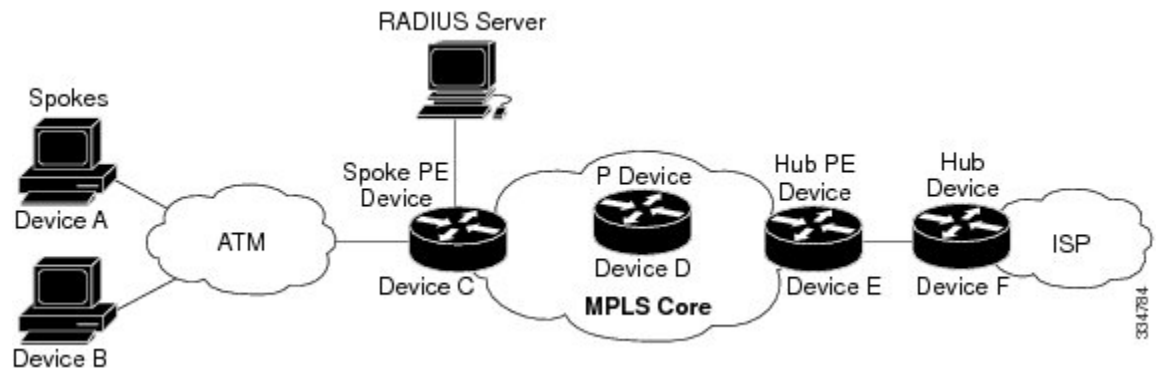 RADIUS Server
Spokes
Device A
ATM
Device B
Spoke PE
Device
Device C
P Device
Device D
MPLS Core
Hub PE
Device
Device E
Hub
Device
Device F
ISP
334784